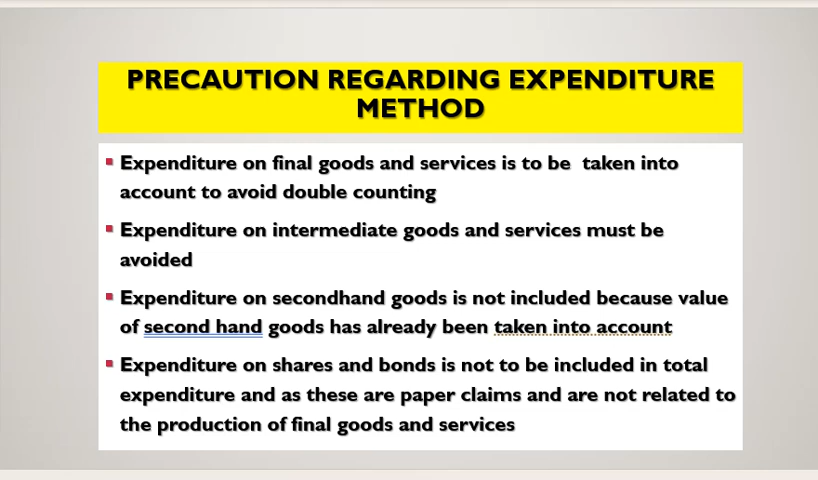 PRECAUTION REGARDING EXPENDITURE
METHOD
Expenditure on final goods and services is to be taken into
account to avoid double counting
Expenditure on intermediate goods and services must be
avoided
Expenditure on secondhand goods is not included because value
of second hand goods has already been taken into account
Expenditure on shares and bonds is not to be included in total
expenditure and as these are paper claims and are not related to
the production of final goods and services